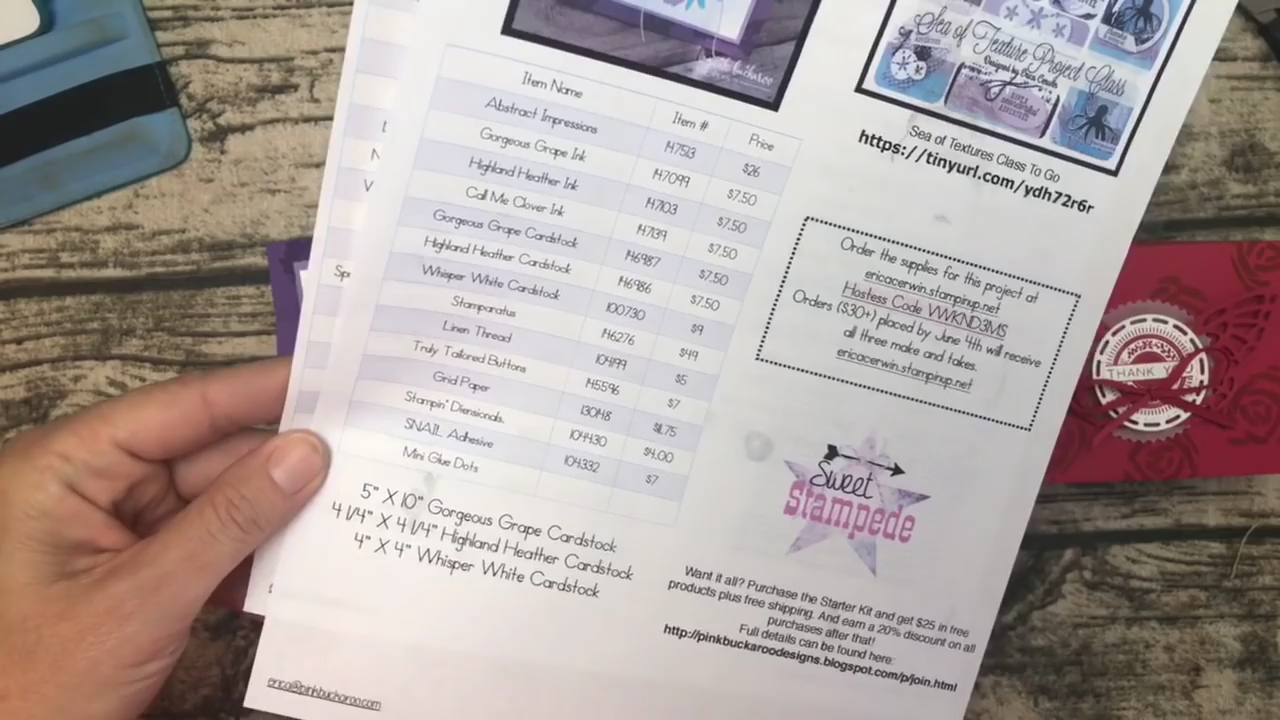 buckaroo
Sea of Texture Project Class
Designed by Erica Cerwin
Sea of Textures Class To Go
https://tinyurl.com/ydh72r6r
Item Name Item # Price
Abstract Impressions 147513 $26
Gorgeous Grape Ink 147099 $7.50
Highland Heather Ink 147103 $7.50
Call Me Clover Ink 147139 $7.50
Gorgeous Grape Cardstock 146987 $7.50
Highland Heather Cardstock 146986 $7.50
Whisper White Cardstock 100730 $9
Stamparatus 146276 $49
Linen Thread 104199 $5
Truly Tailored Buttons 145596 $7
Grid Paper 130148
Stampin' Diensionals. 104430 $4.00
SNAIL Adhesive 104332 $7
Mini Glue Dots
5" X 10" Gorgeous Grape Cardstock
4 1/4" X 4 1/4" Highland Heather Cardstock
4" X 4" Whisper White Cardstock
erica@pinkbuckaroo.com
Order the supplies for this project at
ericacerwin.stampinup.net
Hostess Code VWKND3MS
Orders ($30+) placed by June 4th will receive
all three make and takes.
ericacerwin.stampinup.net
Sweet
Stampede
Want it all? Purchase the Starter Kit and get $25 in free
products plus free shipping. And earn a 20% discount on all
purchases after that!
Full details can be found here:
http://pinkbuckaroodesigns.blogspot.com/p/join.html
THANK Y